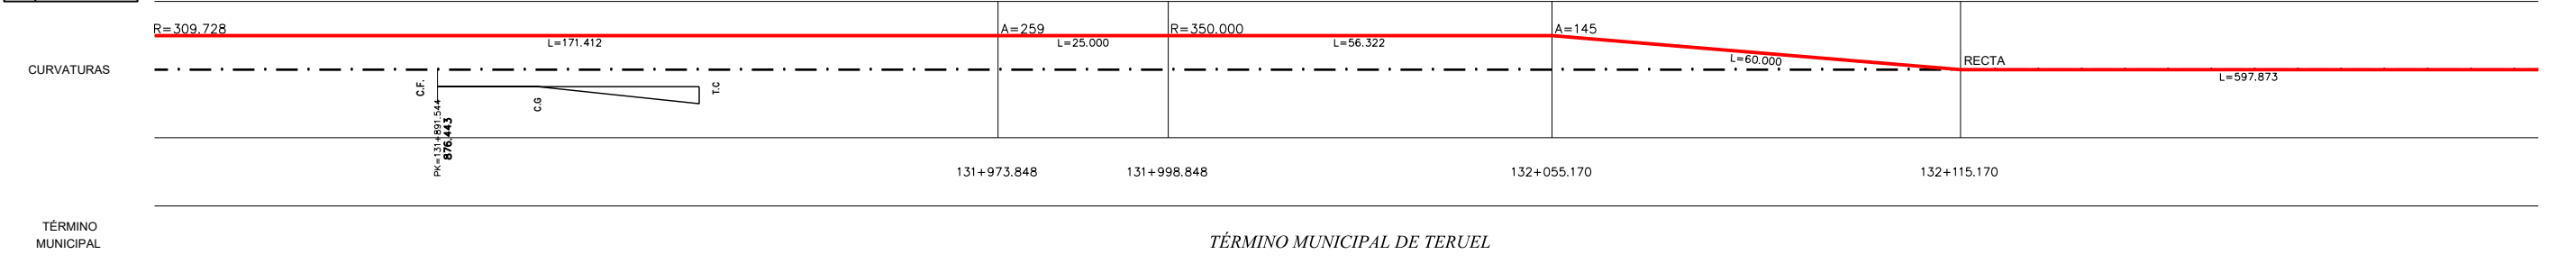 R=309.728
A=259
R=350.000
A=145
L=171.412
L=25.000
L=56.322
L=60.000
RECTA
L=597.873
CURVATURAS
C.F.
C.G
T.C
PK=131+891.544
876.443
131+973.848
131+998.848
132+055.170
132+115.170
TÉRMINO
MUNICIPAL
TÉRMINO MUNICIPAL DE TERUEL